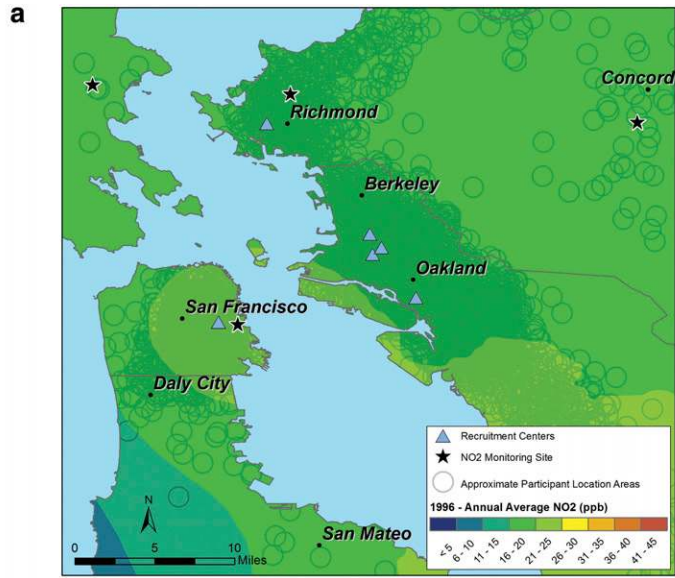 a
Concord
Richmond
Berkeley
Oakland
San Francisco
Daly City
San Mateo
N
0 5 10
Miles
Recruitment Centers
NO2 Monitoring Site
Approximate Participant Location Areas
1996 - Annual Average NO2 (ppb)
< 5 6 - 10 11 - 15 16 - 20 21 - 25 26 - 30 31 - 35 36 - 40 41 - 45